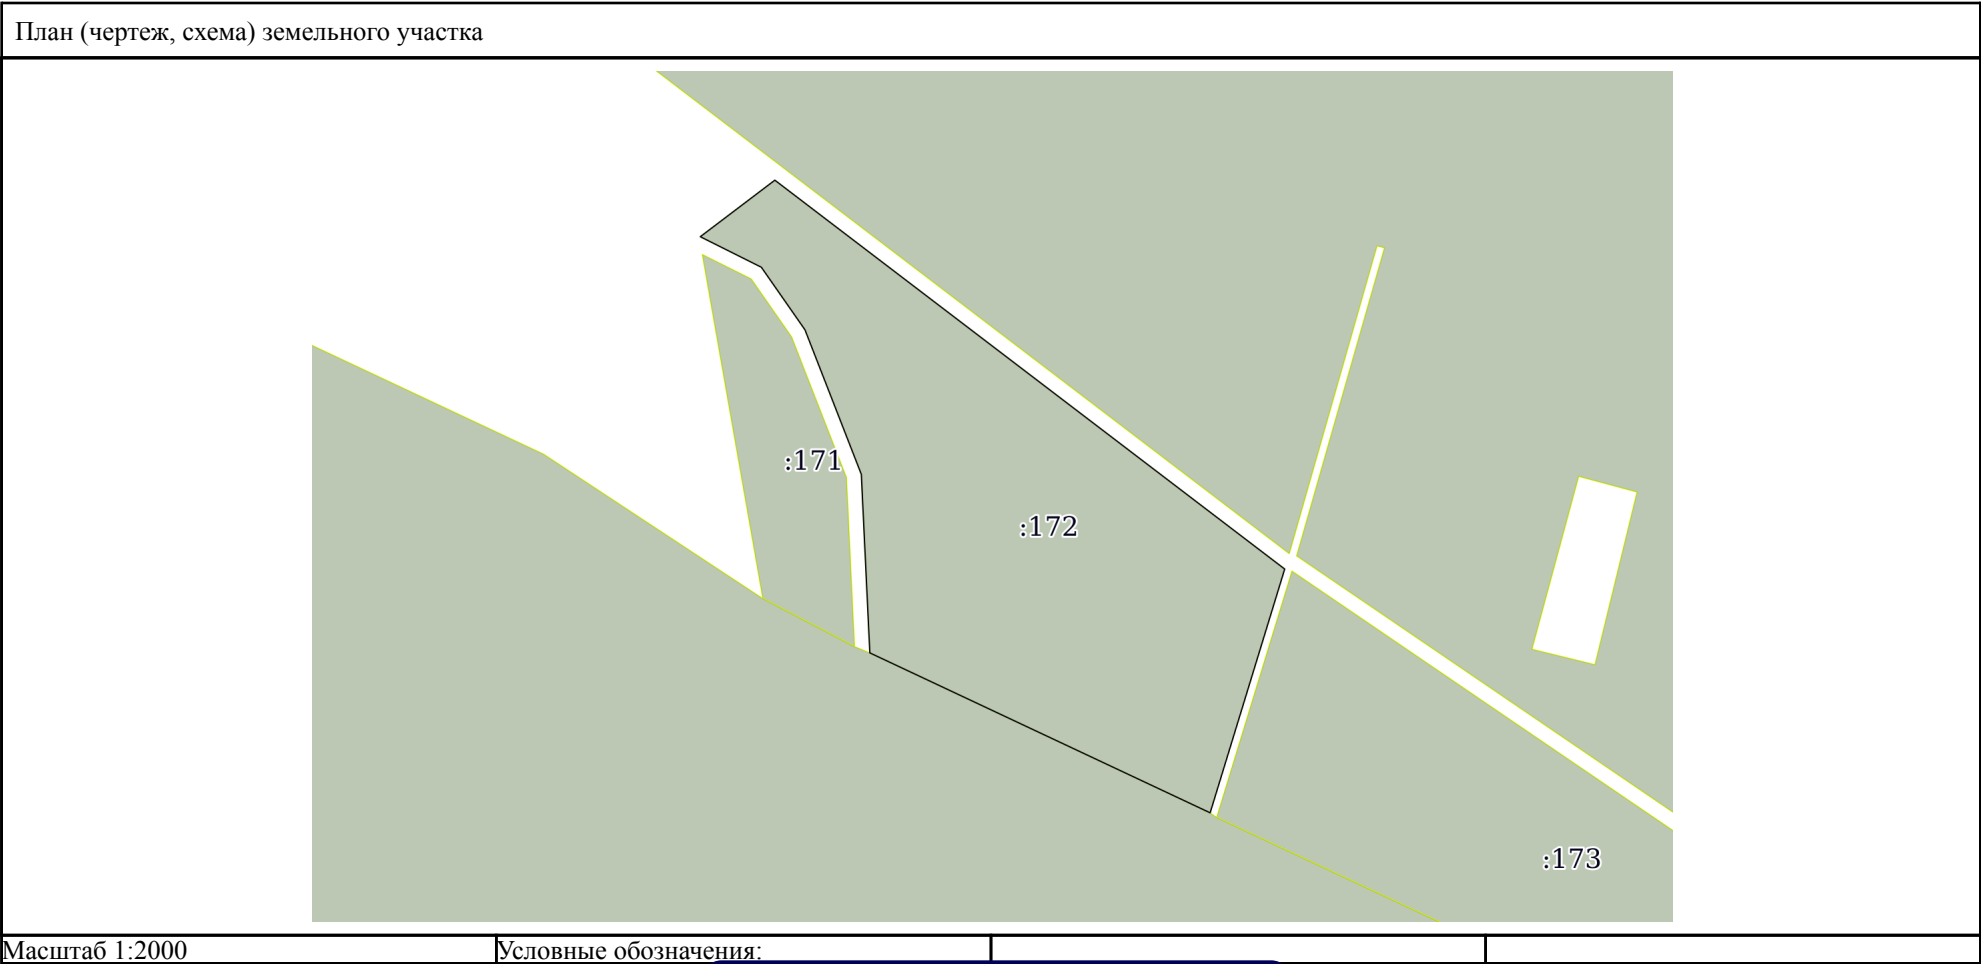 План (чертеж, схема) земельного участка
:171
:172
:173
Масштаб 1:2000
Условные обозначения: